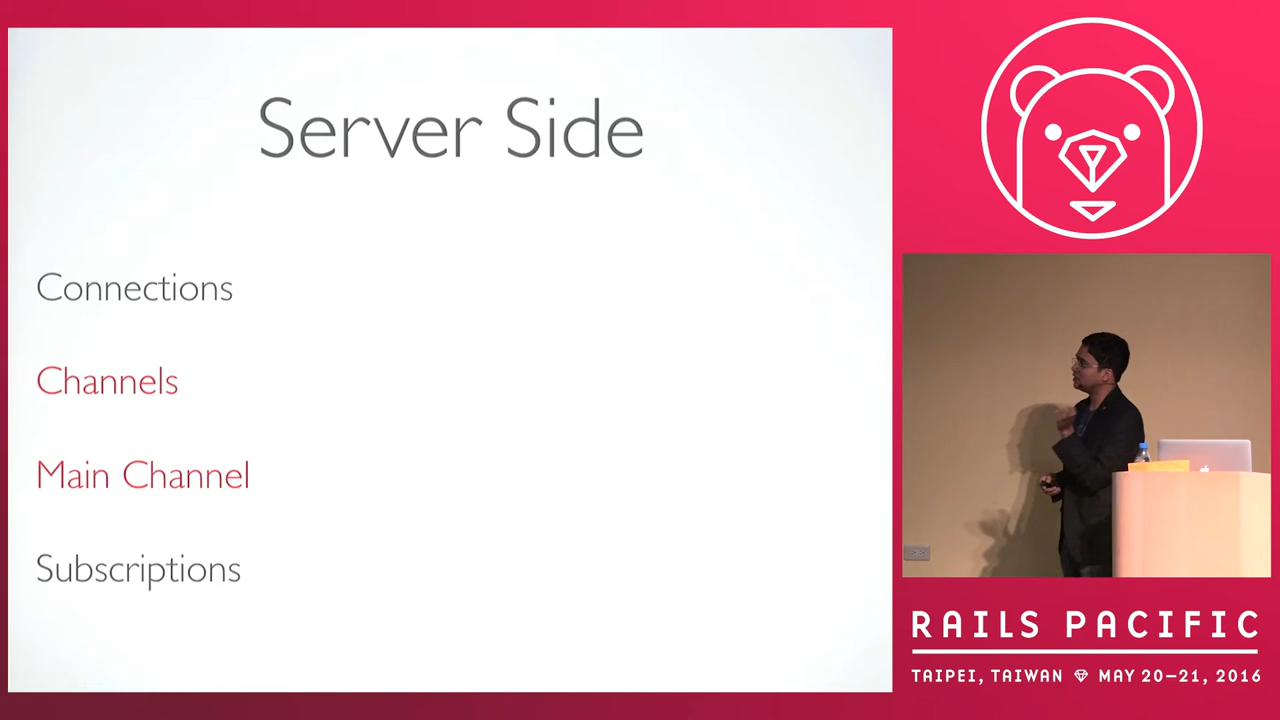 Server Side
Connections
Channels
Main Channel
Subscriptions
RAILS PACIFIC
TAIPEI, TAIWAN MAY 20–21, 2016